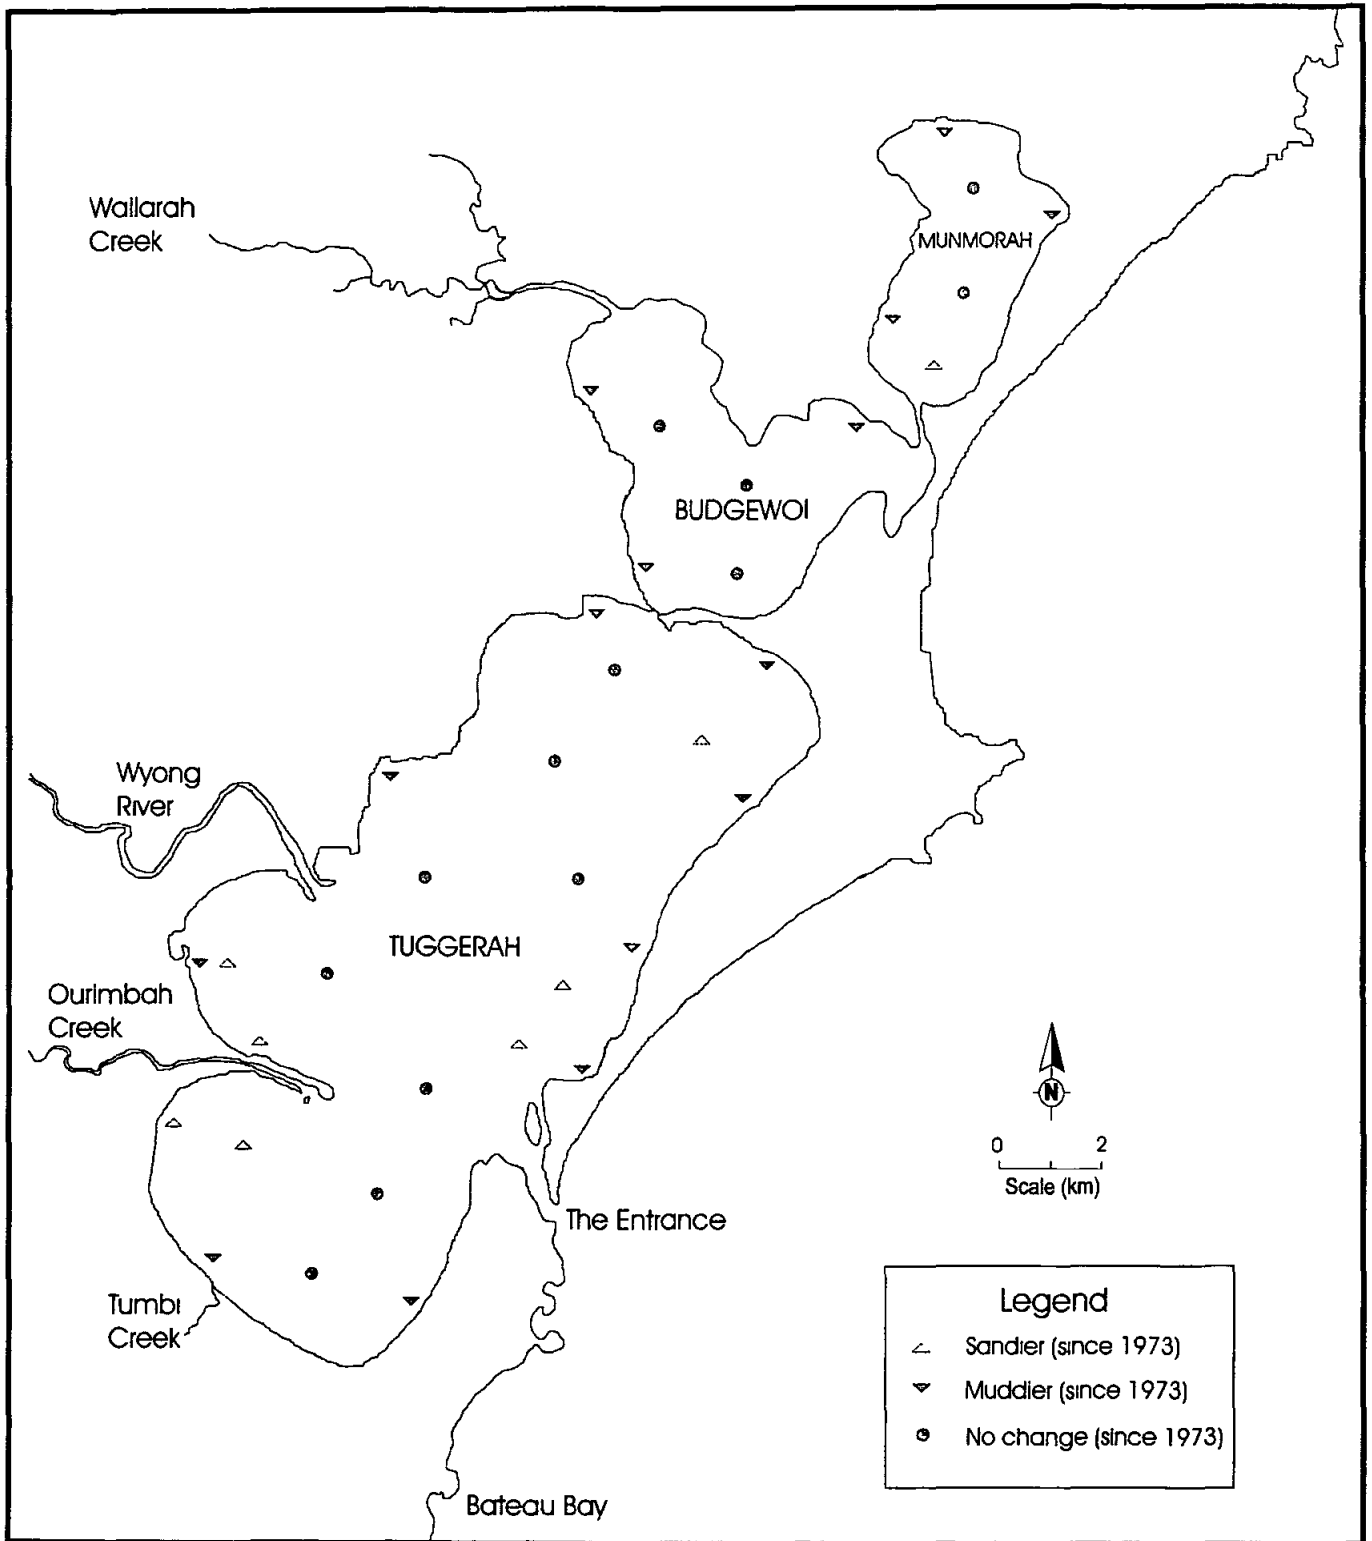 Wallarah
Creek
MUNMORAH
BUDGEWOI
Wyong
River
TUGGERAH
Ourimbah
Creek
N
0 2
Scale (km)
The Entrance
Tumbi
Creek
Legend
Sandier (since 1973)
Muddier (since 1973)
No change (since 1973)
Bateau Bay